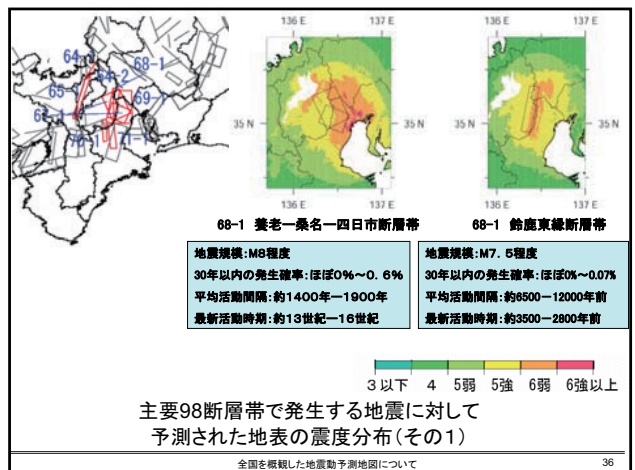 136 E
137 E
136 E
137 E
64-1
64-2
68-1
65-1
69-1
71-1
35 N
35 N
35 N
136 E
137 E
136 E
137 E
68-1 養老ー桑名ー四日市断層帯
68-1 鈴鹿東縁断層帯
地震規模:M8程度
30年以内の発生確率:ほぼ0%~0.6%
平均活動間隔:約1400年ー1900年
最新活動時期:約13世紀ー16世紀
地震規模:M7.5程度
30年以内の発生確率:ほぼ0%~0.07%
平均活動間隔:約6500ー12000年前
最新活動時期:約3500ー2800年前
3以下 4 5弱 5強 6弱 6強以上
主要98断層帯で発生する地震に対して
予測された地表の震度分布(その1)
全国を概観した地震動予測地図について
36